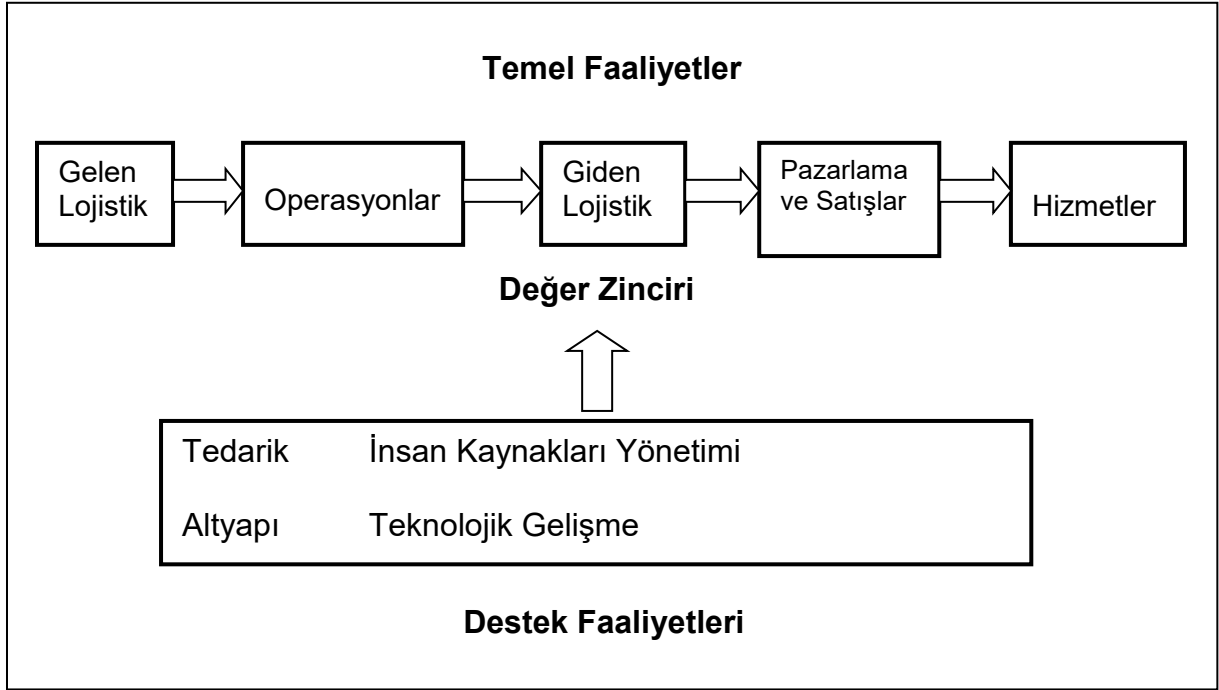 Temel Faaliyetler
Gelen
Lojistik
Operasyonlar
Giden
Lojistik
Pazarlama
ve Satışlar
Hizmetler
Değer Zinciri
Tedarik İnsan Kaynakları Yönetimi
Altyapı Teknolojik Gelişme
Destek Faaliyetleri